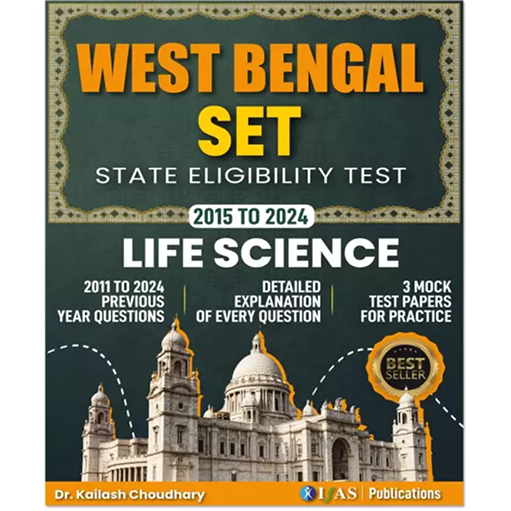 WEST BENGAL
SET
STATE ELIGIBILITY TEST
2015 TO 2024
LIFE SCIENCE
2011 TO 2024
PREVIOUS
YEAR QUESTIONS
DETAILED
EXPLANATION
OF EVERY QUESTION
3 MOCK
TEST PAPERS
FOR PRACTICE
BEST
SELLER
Dr. Kailash Choudhary
IFAS Publications